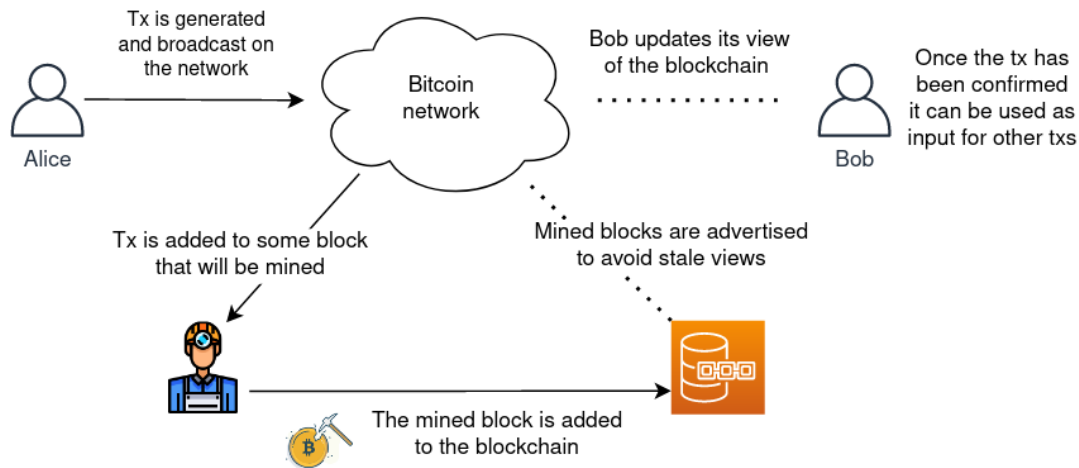 Tx is generated
and broadcast on
the network
Alice
Bitcoin
network
Bob updates its view
of the blockchain
Bob
Once the tx has
been confirmed
it can be used as
input for other txs
Tx is added to some block
that will be mined
Mined blocks are advertised
to avoid stale views
The mined block is added
to the blockchain